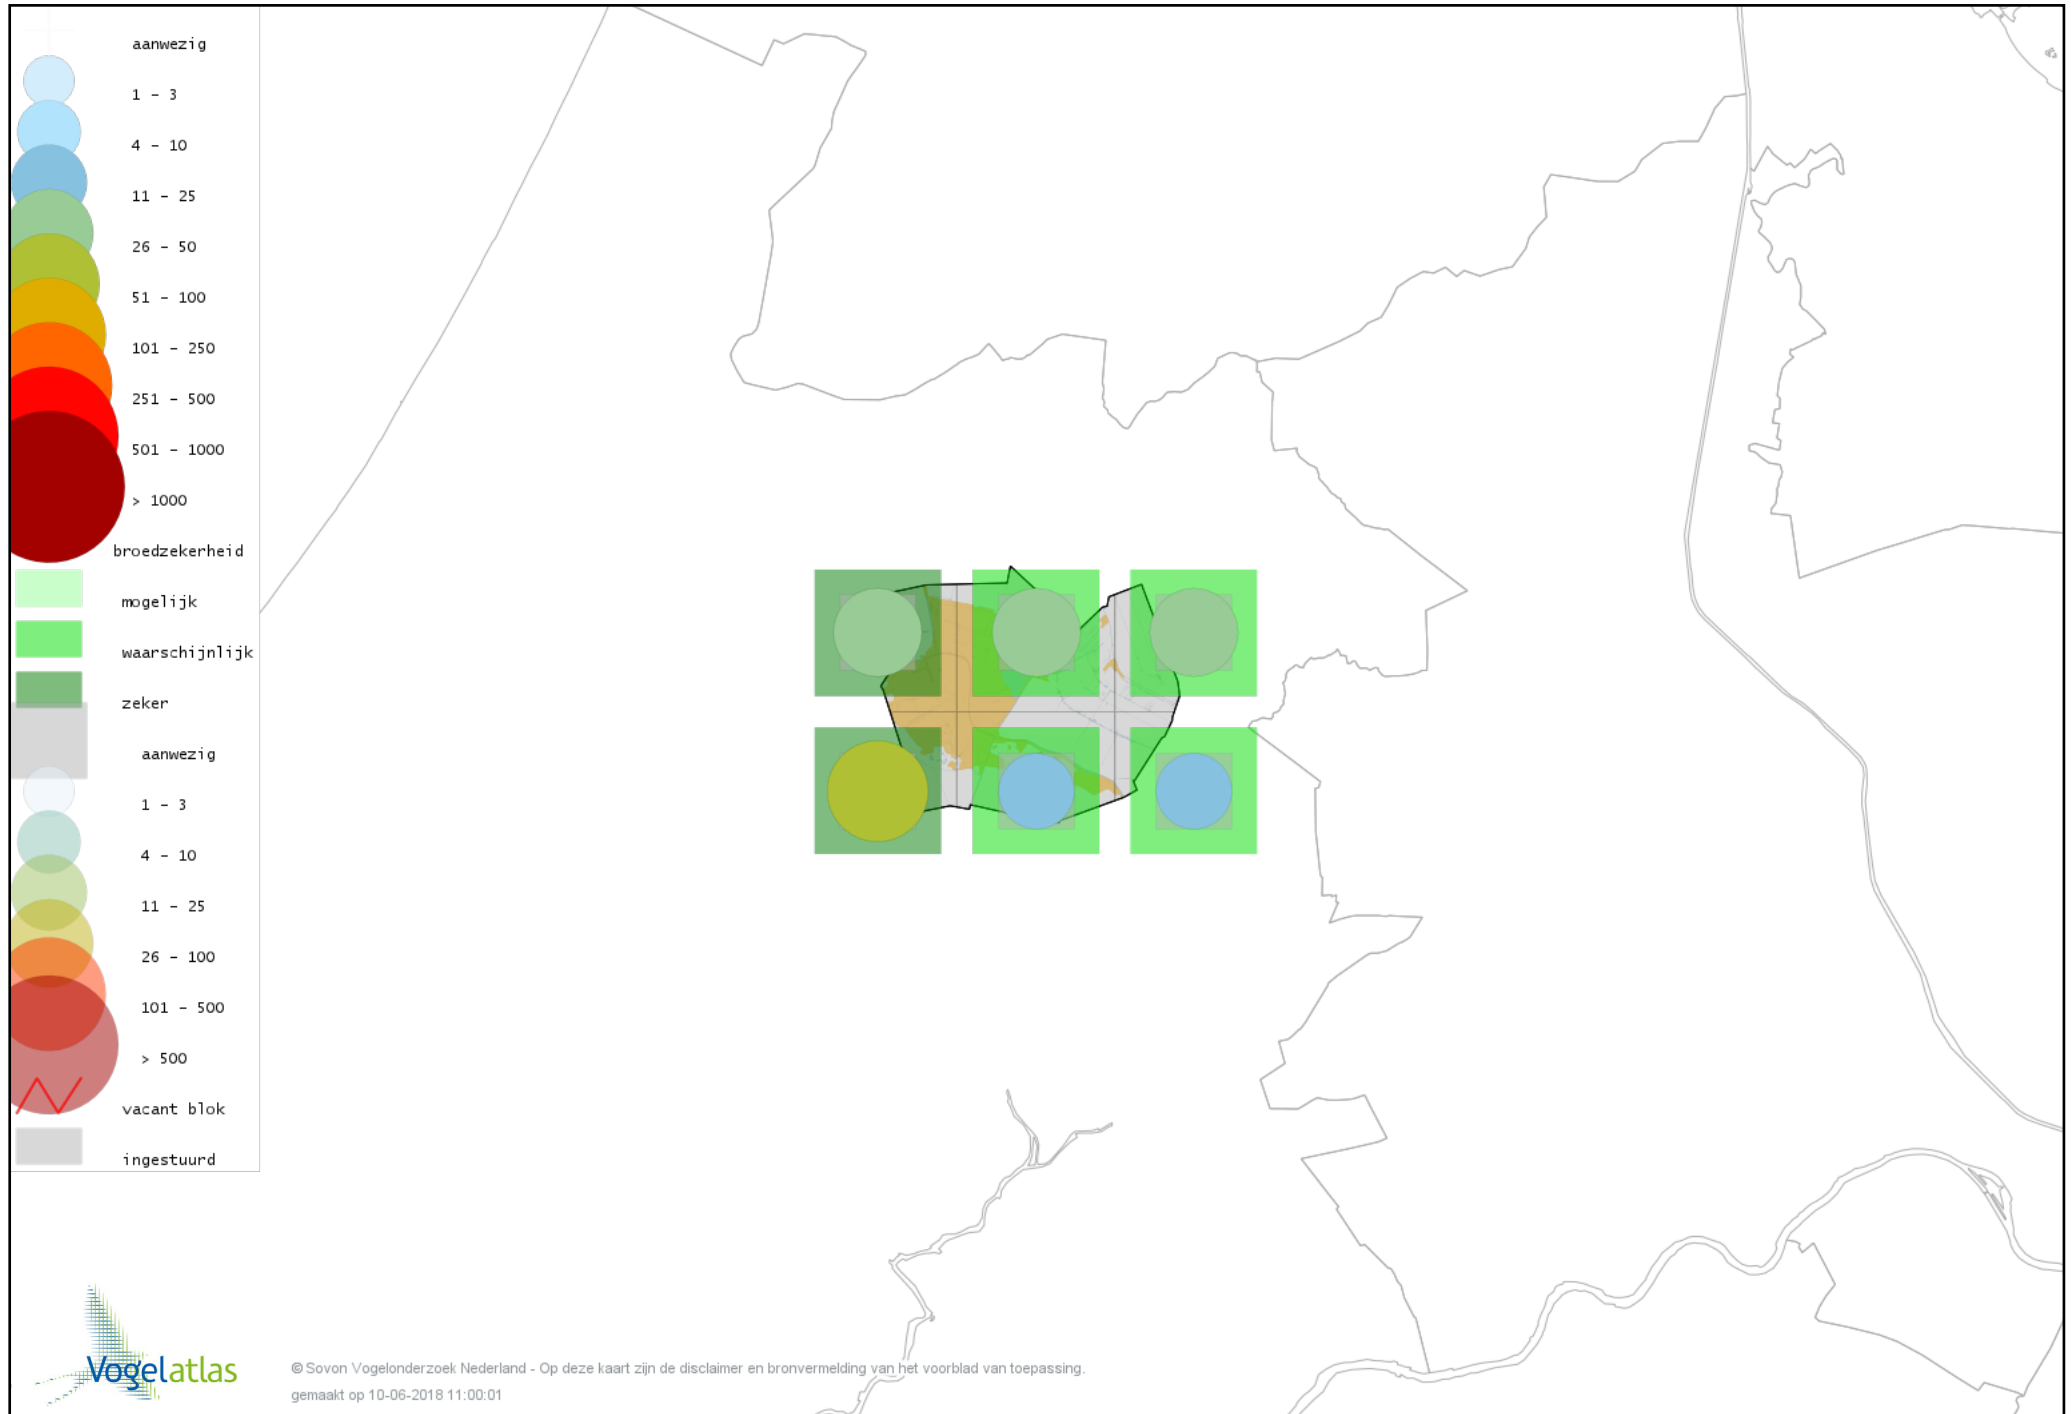 aanwezig
1 - 3
4 - 10
11 - 25
26 - 50
51 - 100
101 - 250
251 - 500
501 - 1000
> 1000
broedzekerheid
mogelijk
waarschijnlijk
zeker
aanwezig
1 - 3
4 - 10
11 - 25
26 - 100
101 - 500
> 500
vacant blok
ingestuurd
Vogelatlas
© Sovon Vogelonderzoek Nederland - Op deze kaart zijn de disclaimer en bronvermelding van het voorblad van toepassing.
gemaakt op 10-06-2018 11:00:01